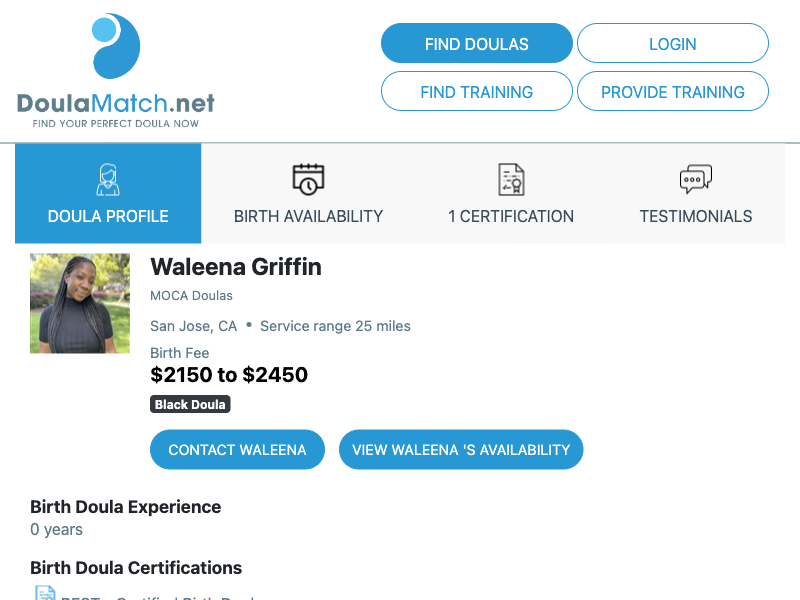 FIND DOULAS
LOGIN
FIND TRAINING
PROVIDE TRAINING
DoulaMatch.net
FIND YOUR PERFECT DOULA NOW
DOULA PROFILE
BIRTH AVAILABILITY
1 CERTIFICATION
TESTIMONIALS
Waleena Griffin
MOCA Doulas
San Jose, CA • Service range 25 miles
Birth Fee
$2150 to $2450
Black Doula
CONTACT WALEENA
VIEW WALEENA 'S AVAILABILITY
Birth Doula Experience
0 years
Birth Doula Certifications